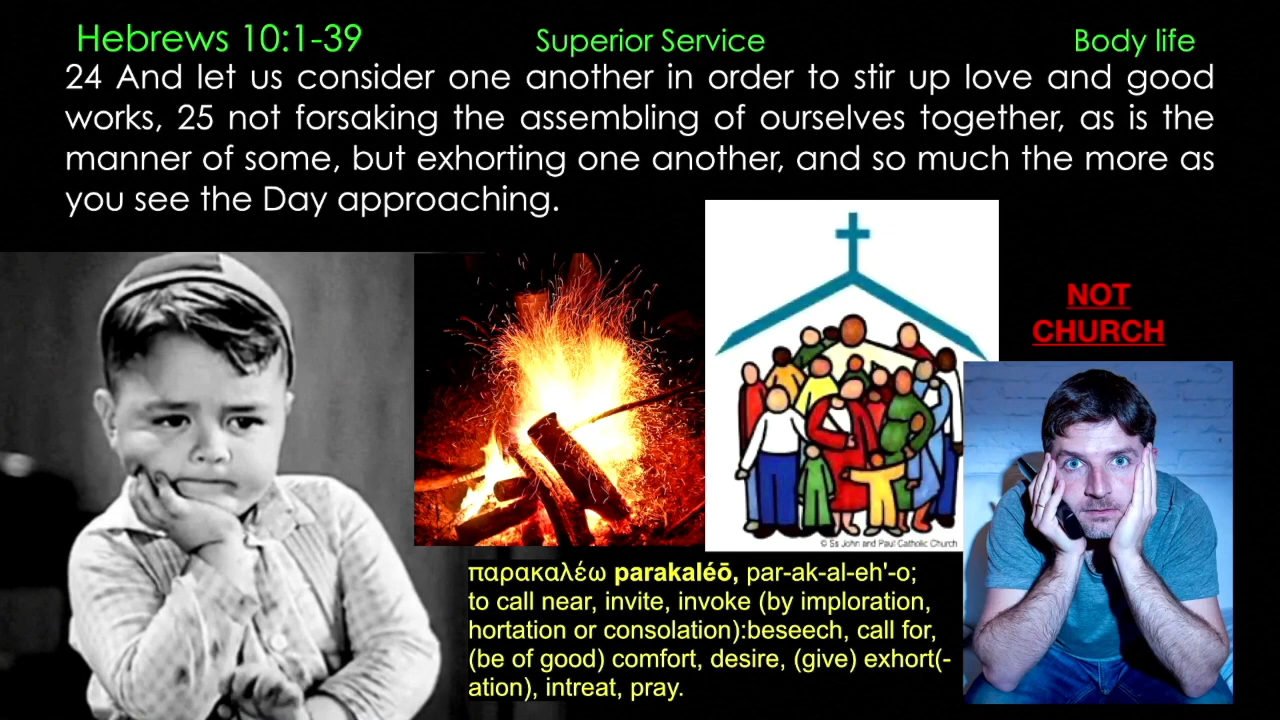 Hebrews 10:1-39 Superior Service Body life
24 And let us consider one another in order to stir up love and good
works, 25 not forsaking the assembling of ourselves together, as is the
manner of some, but exhorting one another, and so much the more as
you see the Day approaching.
NOT
CHURCH
© Ss John and Paul Catholic Church
παρακαλέω parakaléō, par-ak-al-eh'-o;
to call near, invite, invoke (by imploration,
hortation or consolation):beseech, call for,
(be of good) comfort, desire, (give) exhort(-
ation), intreat, pray.